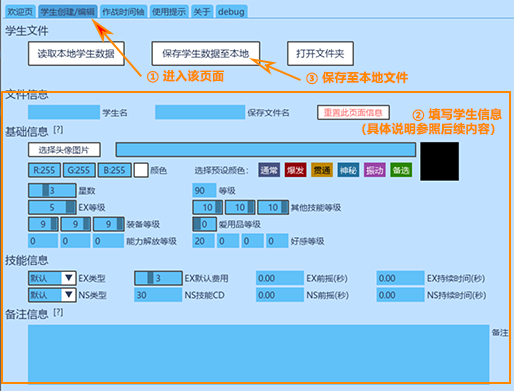 欢迎页 学生创建/编辑 作战时间轴 使用提示 关于 debug
学生文件
读取本地学生数据 保存学生数据至本地 打开文件夹
① 进入该页面 ③ 保存至本地文件
文件信息
学生名 保存文件名 重置此页面信息 ② 填写学生信息
(具体说明参照后续内容)
基础信息 [?]
选择头像图片
R:255 G:255 B:255 颜色 选择预设颜色: 通常 爆发 贯通 神秘 振动 备选
3 星数 90 等级
5 EX等级 10 10 10 其他技能等级
9 9 9 装备等级 0 爱用品等级
0 0 0 能力解放等级 20 0 0 0 好感等级
技能信息
默认 EX类型 3 EX默认费用 0.00 EX前摇(秒) 0.00 EX持续时间(秒)
默认 NS类型 30 NS技能CD 0.00 NS前摇(秒) 0.00 NS持续时间(秒)
备注信息 [?]
备注